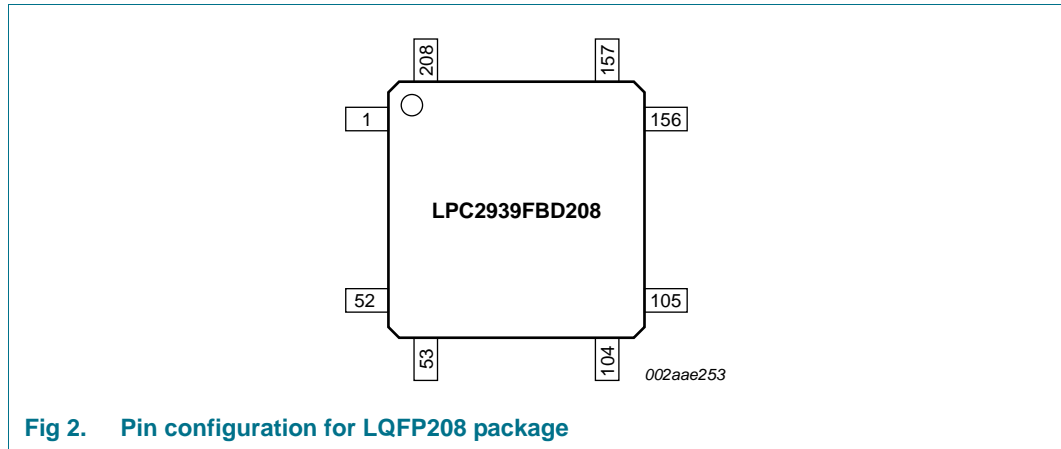 208
157
1
156
LPC2939FBD208
52
105
53
104
002aae253
Fig 2. Pin configuration for LQFP208 package